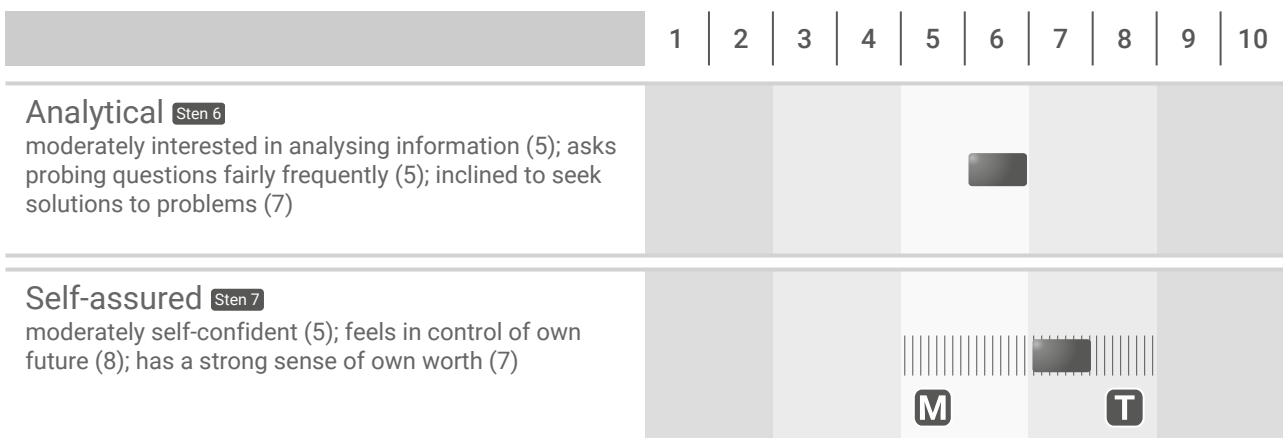 1 2 3 4 5 6 7 8 9 10
Analytical Sten 6
moderately interested in analysing information (5); asks
probing questions fairly frequently (5); inclined to seek
solutions to problems (7)
Self-assured Sten 7
moderately self-confident (5); feels in control of own
future (8); has a strong sense of own worth (7)
M T